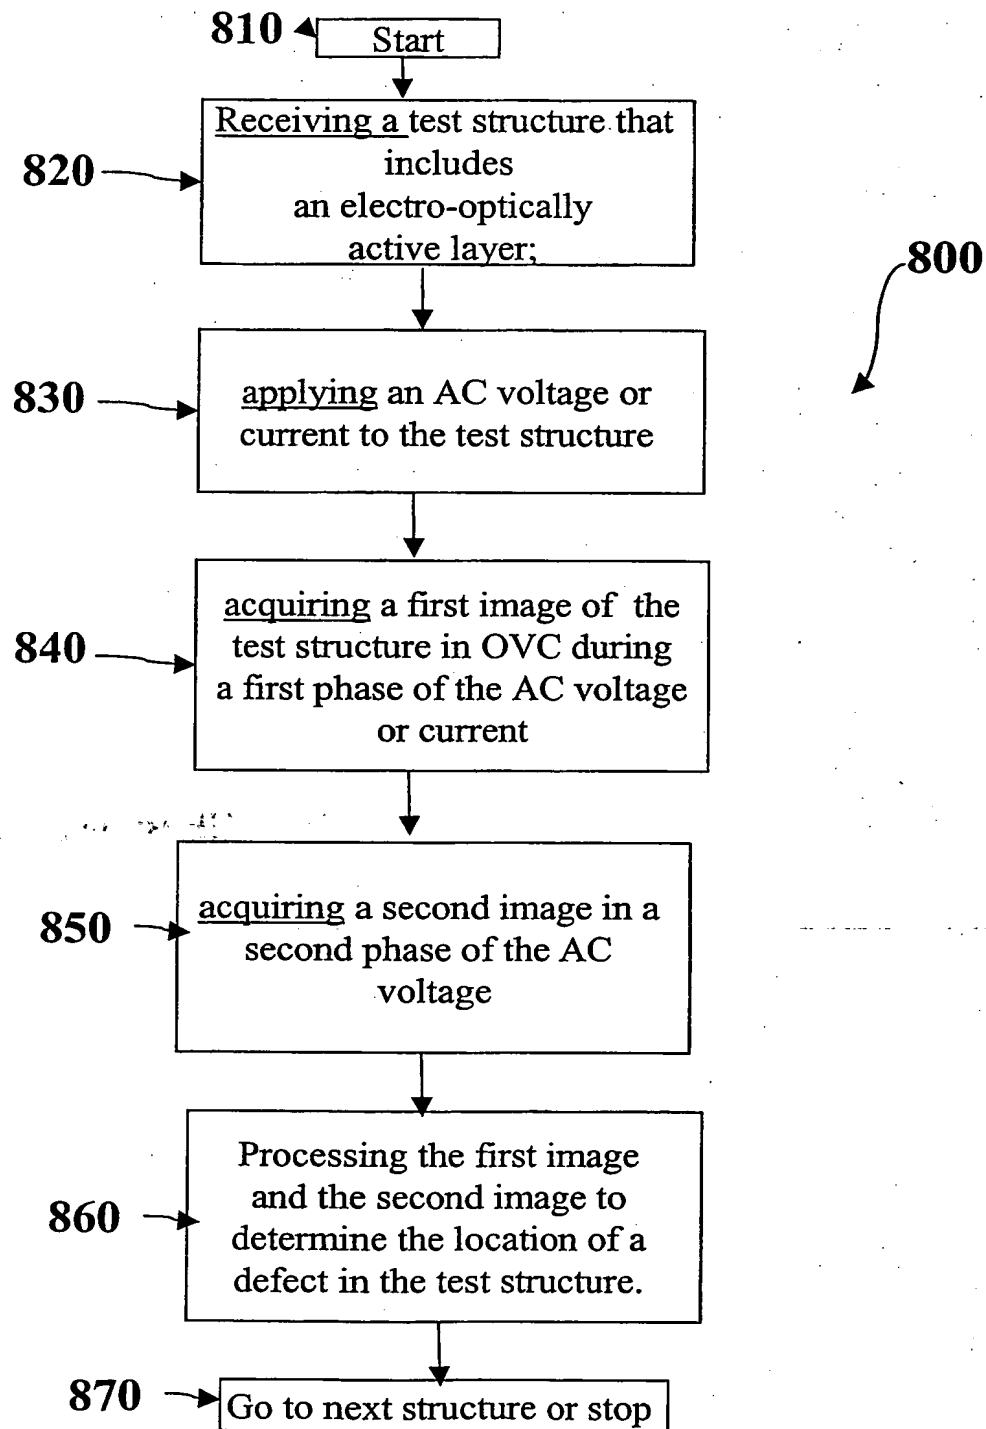 810
Start
820
Receiving a test structure that
includes
an electro-optically
active layer;
800
830
applying an AC voltage or
current to the test structure
840
acquiring a first image of the
test structure in OVC during
a first phase of the AC voltage
or current
850
acquiring a second image in a
second phase of the AC
voltage
860
Processing the first image
and the second image to
determine the location of a
defect in the test structure.
870
Go to next structure or stop